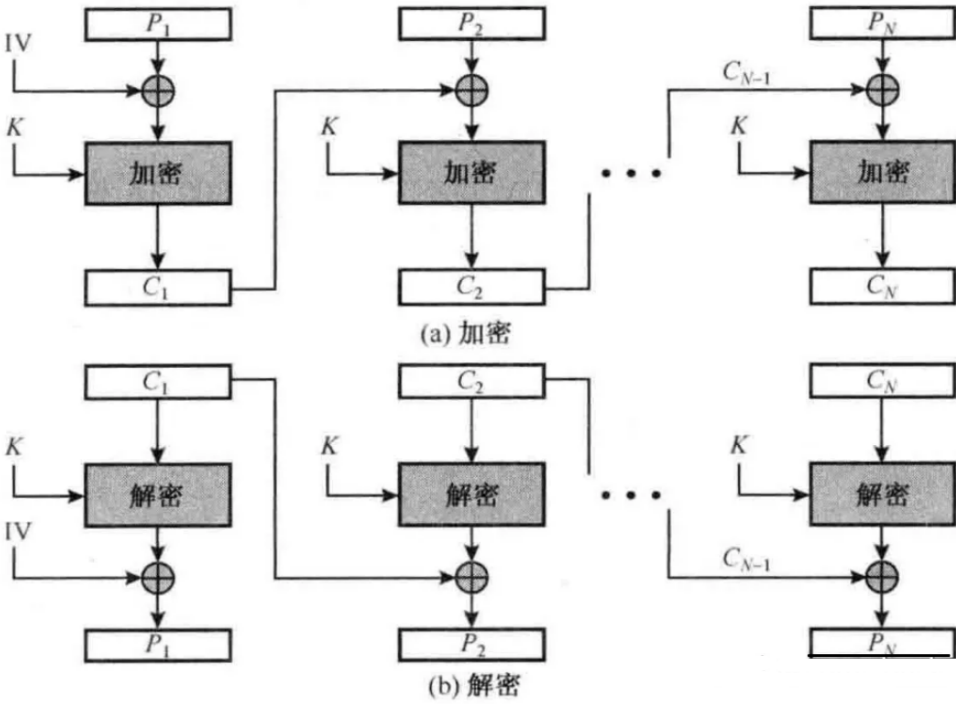 P₁ P₂ Pₙ
IV
Cₙ₋₁
K K K
加密 加密 加密
C₁ C₂ Cₙ
(a) 加密
C₁ C₂ Cₙ
K K K
解密 解密 解密
IV
Cₙ₋₁
P₁ P₂ Pₙ
(b) 解密